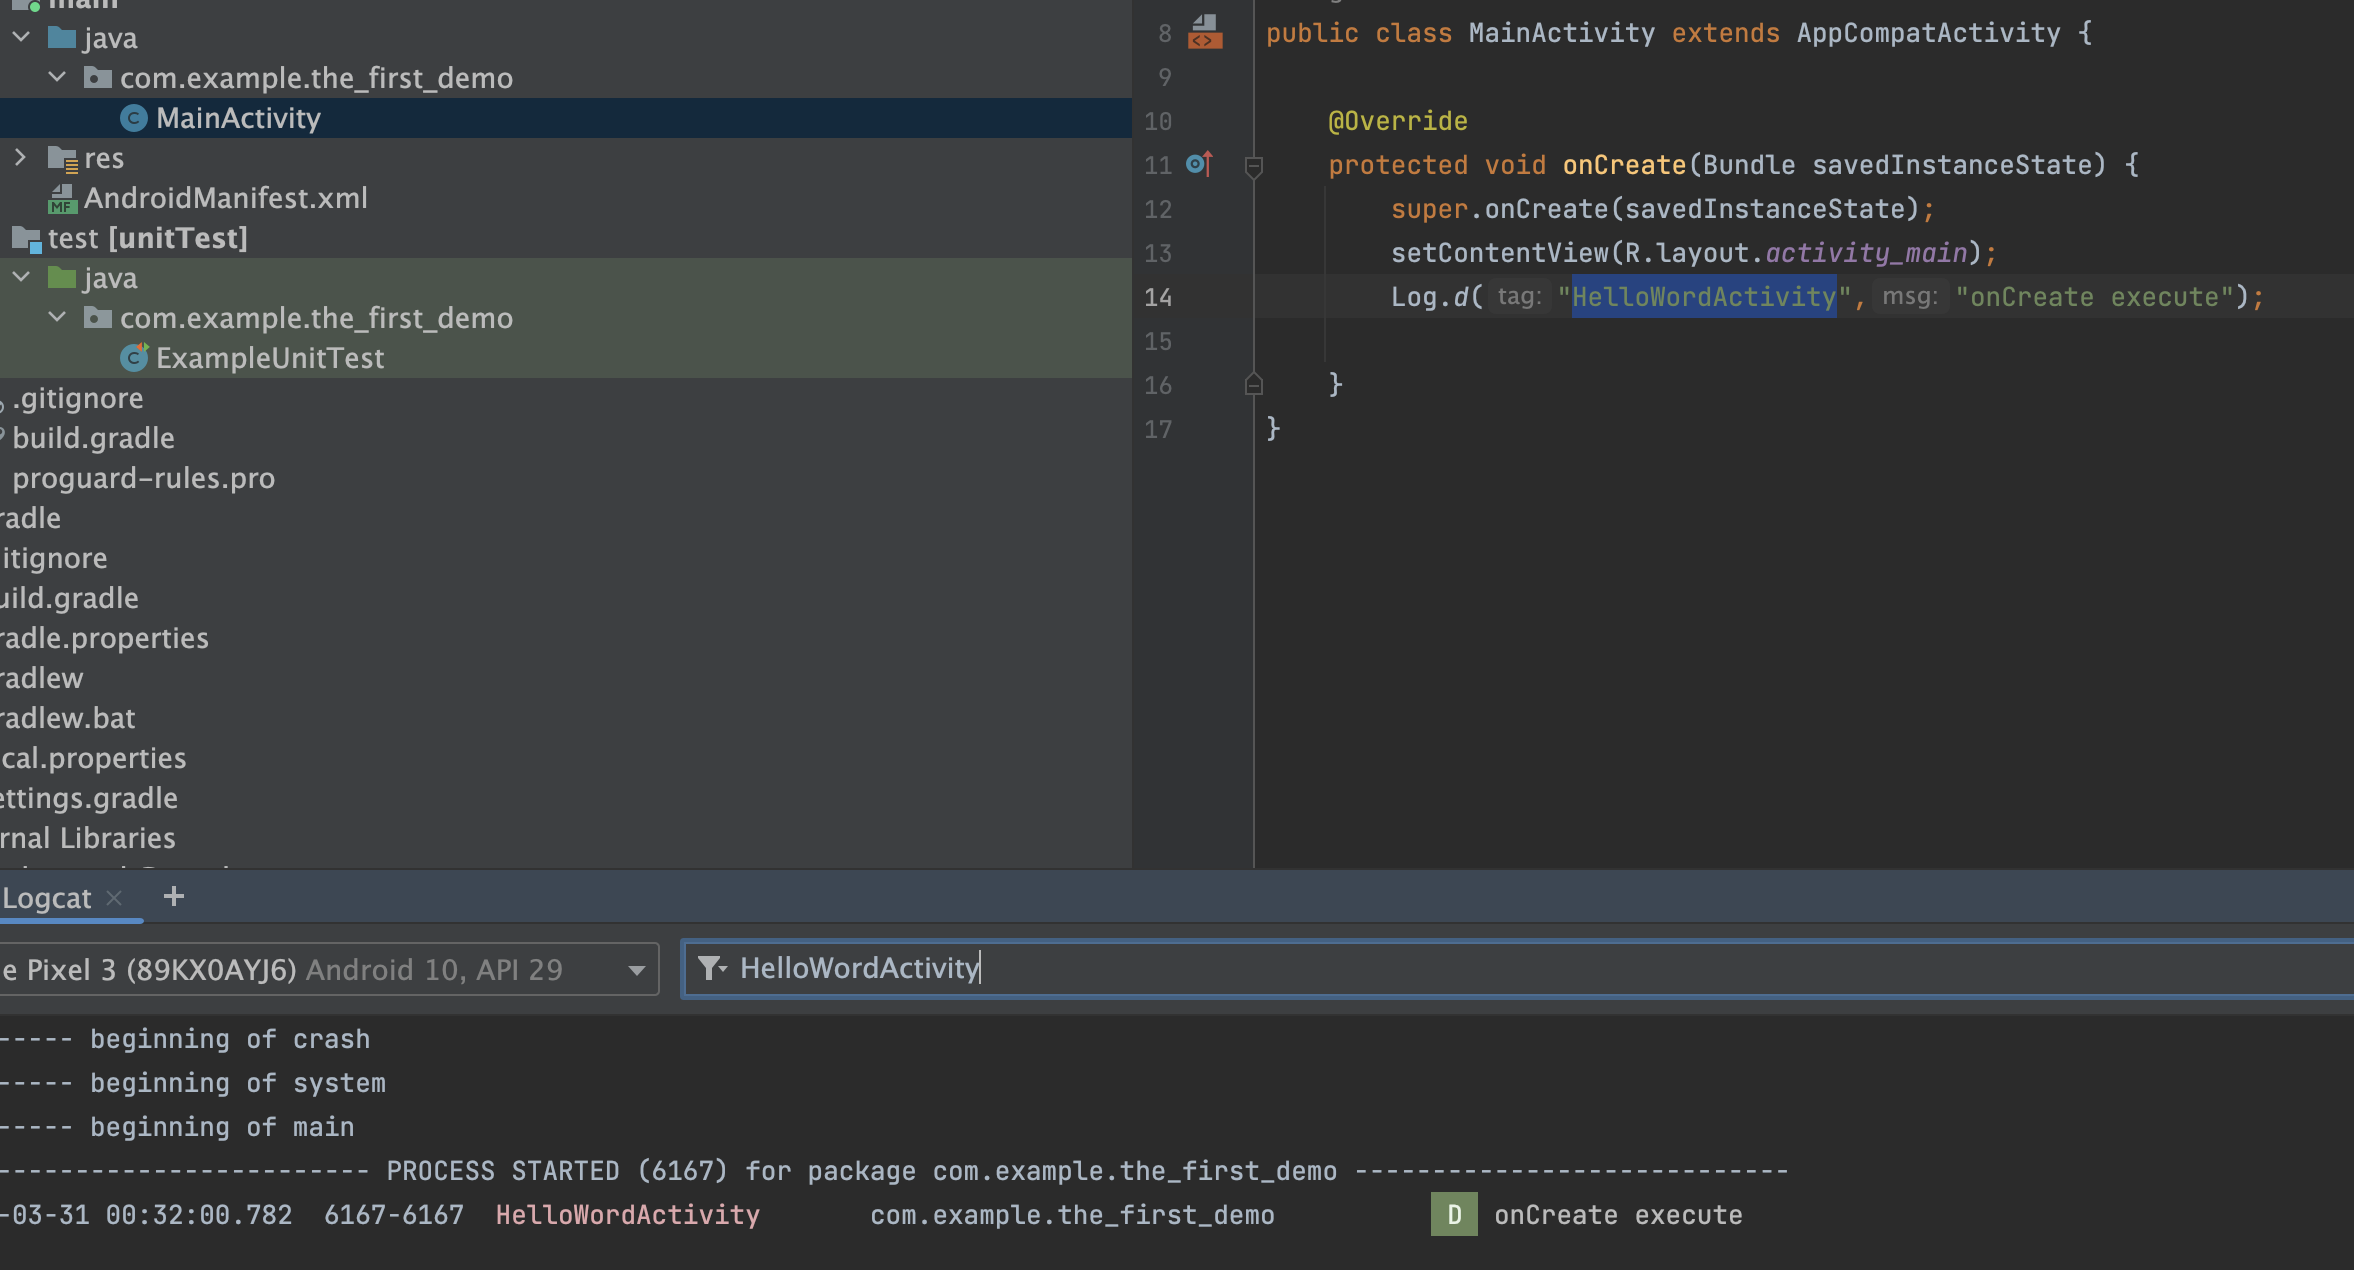 main
java
com.example.the_first_demo
MainActivity
res
AndroidManifest.xml
test [unitTest]
java
com.example.the_first_demo
ExampleUnitTest
.gitignore
build.gradle
proguard-rules.pro
radle
itignore
uild.gradle
radle.properties
radlew
radlew.bat
cal.properties
ettings.gradle
rnal Libraries
8 public class MainActivity extends AppCompatActivity {
9
10 @Override
11 protected void onCreate(Bundle savedInstanceState) {
12 super.onCreate(savedInstanceState);
13 setContentView(R.layout.activity_main);
14 Log.d( tag: "HelloWordActivity", msg: "onCreate execute");
15
16 }
17 }
Logcat × +
e Pixel 3 (89KX0AYJ6) Android 10, API 29
HelloWordActivity
----- beginning of crash
----- beginning of system
----- beginning of main
------------------------ PROCESS STARTED (6167) for package com.example.the_first_demo ----------------------------
-03-31 00:32:00.782 6167-6167 HelloWordActivity com.example.the_first_demo D onCreate execute